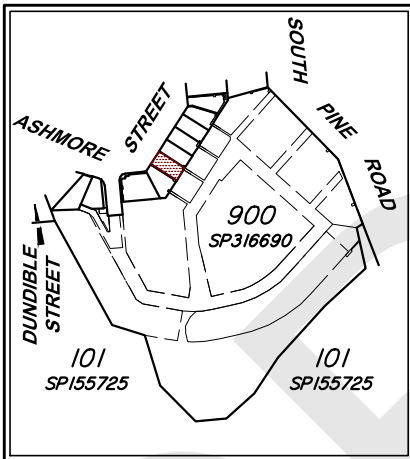 SOUTH
PINE
ROAD
ASHMORE
STREET
900
SP316690
DUNDIBLE
STREET
101
SP155725
101
SP155725